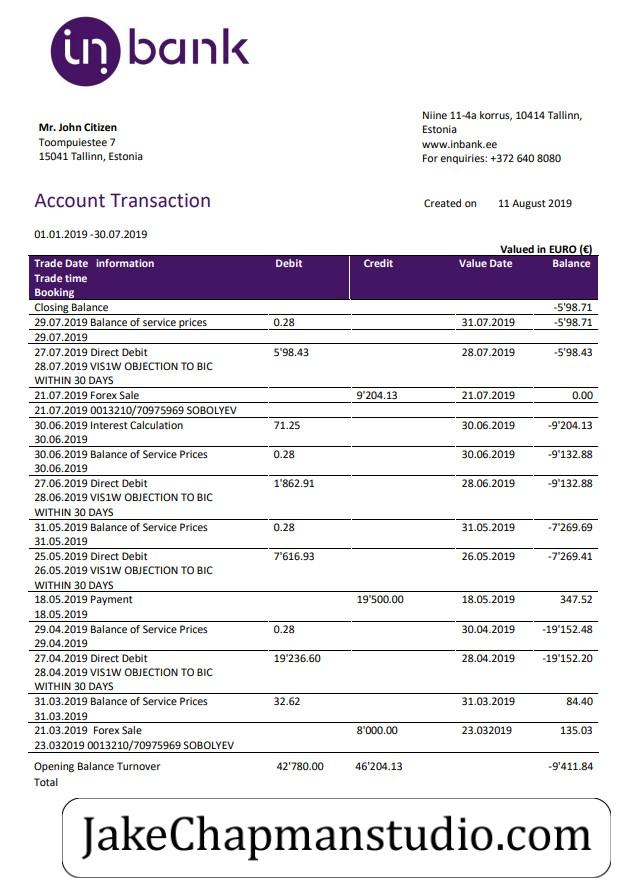 in bank
Niine 11-4a korrus, 10414 Tallinn,
Estonia
www.inbank.ee
For enquiries: +372 640 8080
Mr. John Citizen
Toompuiestee 7
15041 Tallinn, Estonia
Account Transaction
Created on 11 August 2019
01.01.2019 -30.07.2019
Valued in EURO (€)
Trade Date information Debit Credit Value Date Balance
Trade time
Booking
Closing Balance -5'98.71
29.07.2019 Balance of service prices 0.28 31.07.2019 -5'98.71
29.07.2019
27.07.2019 Direct Debit 5'98.43 28.07.2019 -5'98.43
28.07.2019 VIS1W OBJECTION TO BIC
WITHIN 30 DAYS
21.07.2019 Forex Sale 9'204.13 21.07.2019 0.00
21.07.2019 0013210/70975969 SOBOLYEV
30.06.2019 Interest Calculation 71.25 30.06.2019 -9'204.13
30.06.2019
30.06.2019 Balance of Service Prices 0.28 30.06.2019 -9'132.88
30.06.2019
27.06.2019 Direct Debit 1'862.91 28.06.2019 -9'132.88
28.06.2019 VIS1W OBJECTION TO BIC
WITHIN 30 DAYS
31.05.2019 Balance of Service Prices 0.28 31.05.2019 -7'269.69
31.05.2019
25.05.2019 Direct Debit 7'616.93 26.05.2019 -7'269.41
26.05.2019 VIS1W OBJECTION TO BIC
WITHIN 30 DAYS
18.05.2019 Payment 19'500.00 18.05.2019 347.52
18.05.2019
29.04.2019 Balance of Service Prices 0.28 30.04.2019 -19'152.48
29.04.2019
27.04.2019 Direct Debit 19'236.60 28.04.2019 -19'152.20
28.04.2019 VIS1W OBJECTION TO BIC
WITHIN 30 DAYS
31.03.2019 Balance of Service Prices 32.62 31.03.2019 84.40
31.03.2019
21.03.2019 Forex Sale 8'000.00 23.032019 135.03
23.032019 0013210/70975969 SOBOLYEV
Opening Balance Turnover 42'780.00 46'204.13 -9'411.84
Total
JakeChapmanstudio.com